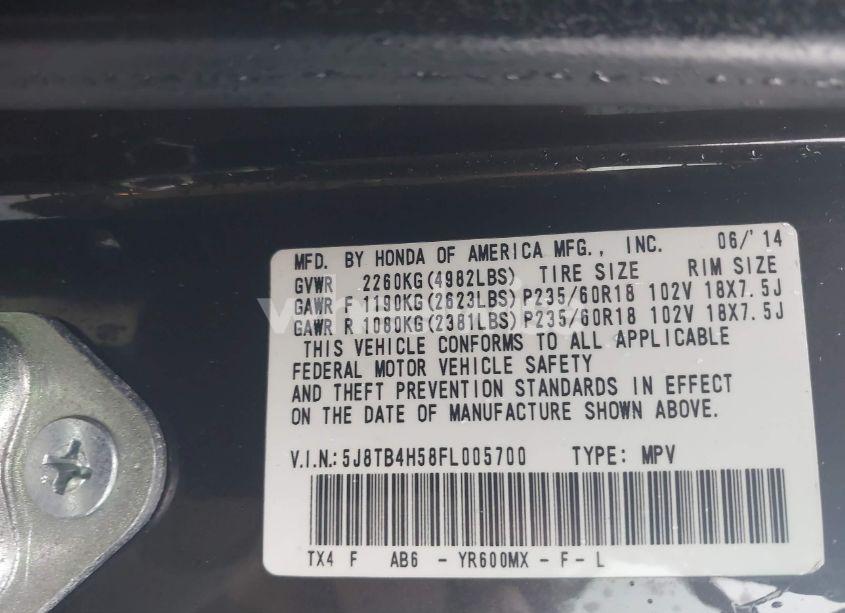 MFD. BY HONDA OF AMERICA MFG., INC. 06/'14
GVWR 2260KG(4982LBS) TIRE SIZE RIM SIZE
GAWR F 1190KG(2623LBS) P235/60R18 102V 18X7.5J
GAWR R 1080KG(2381LBS) P235/60R18 102V 18X7.5J
THIS VEHICLE CONFORMS TO ALL APPLICABLE
FEDERAL MOTOR VEHICLE SAFETY
AND THEFT PREVENTION STANDARDS IN EFFECT
ON THE DATE OF MANUFACTURE SHOWN ABOVE.
V.I.N.: 5J8TB4H58FL005700 TYPE: MPV
TX4 F AB6 - YR600MX - F - L